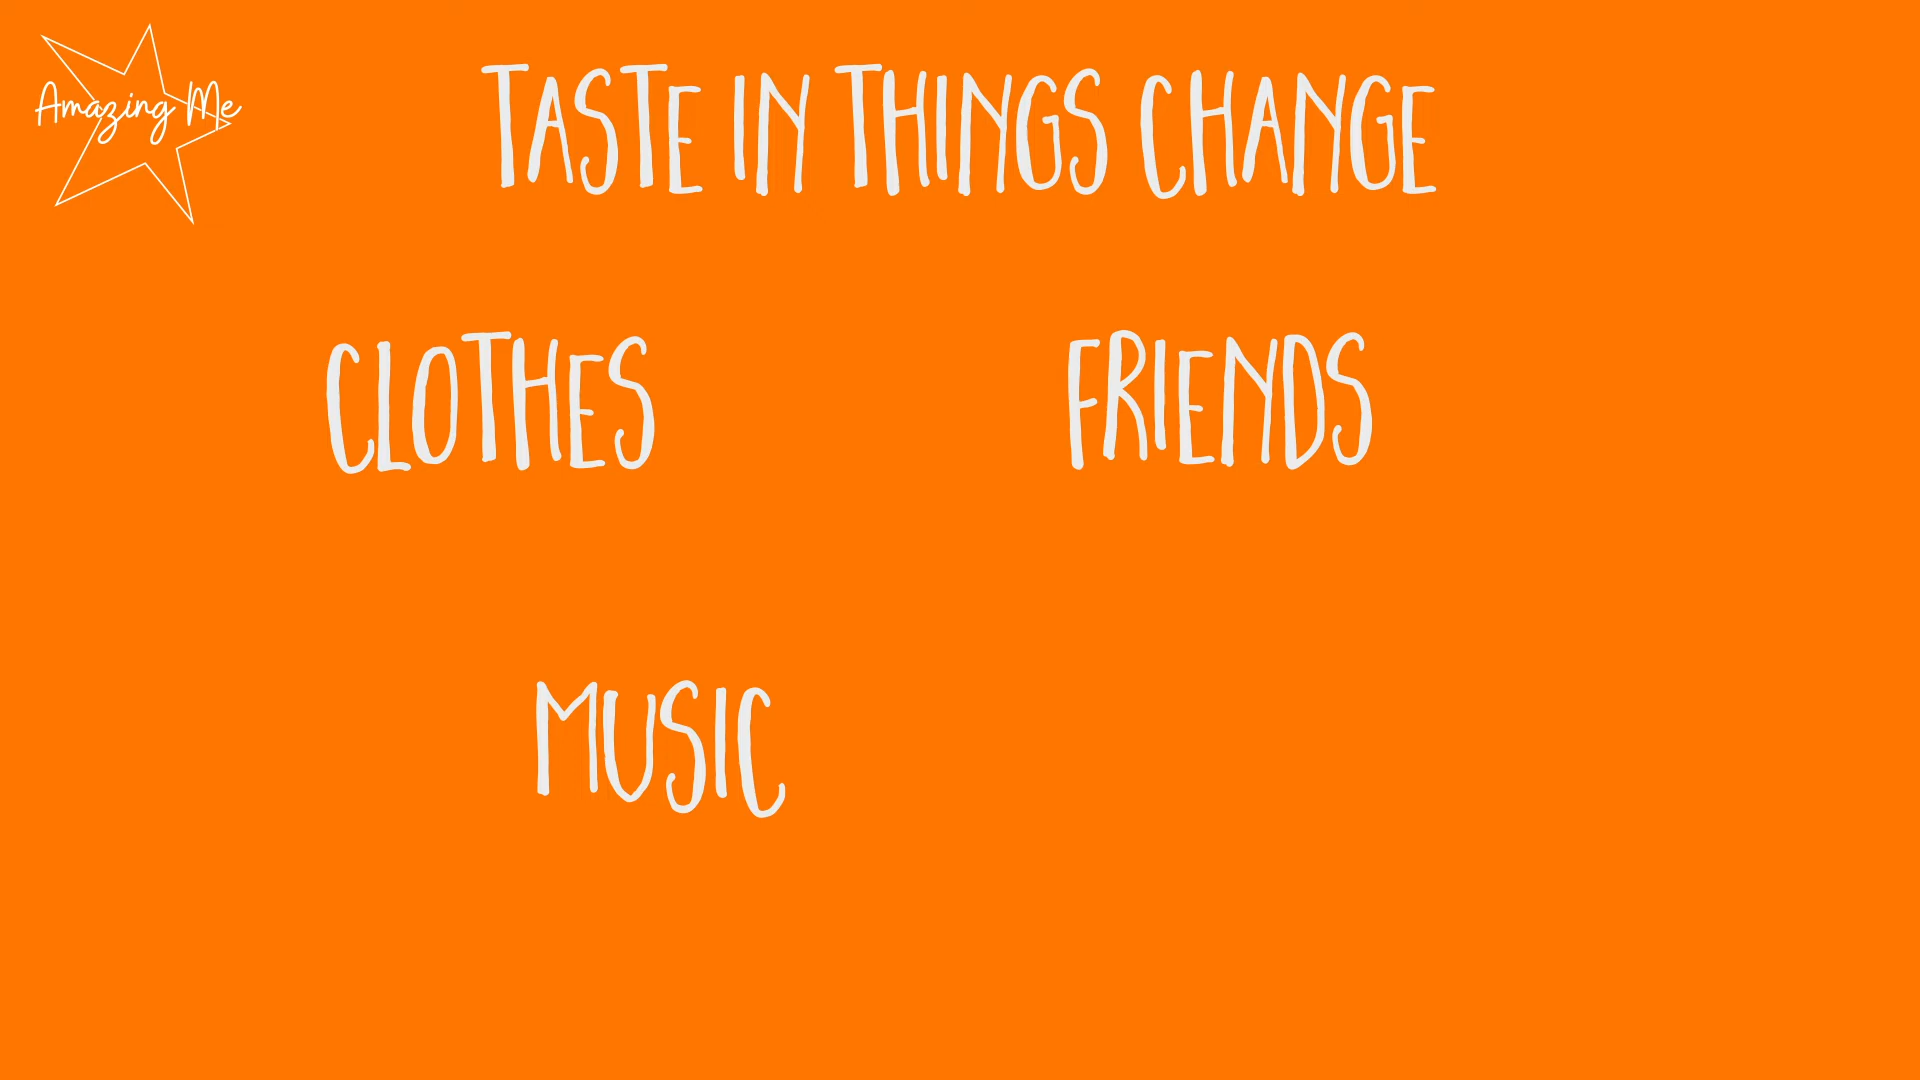 Amazing Me
TASTE IN THINGS CHANGE
CLOTHES
FRIENDS
MUSIC